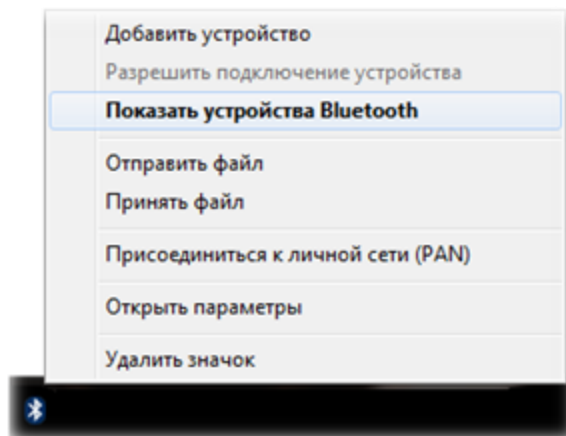 Добавить устройство
Разрешить подключение устройства
Показать устройства Bluetooth
Отправить файл
Принять файл
Присоединиться к личной сети (PAN)
Открыть параметры
Удалить значок